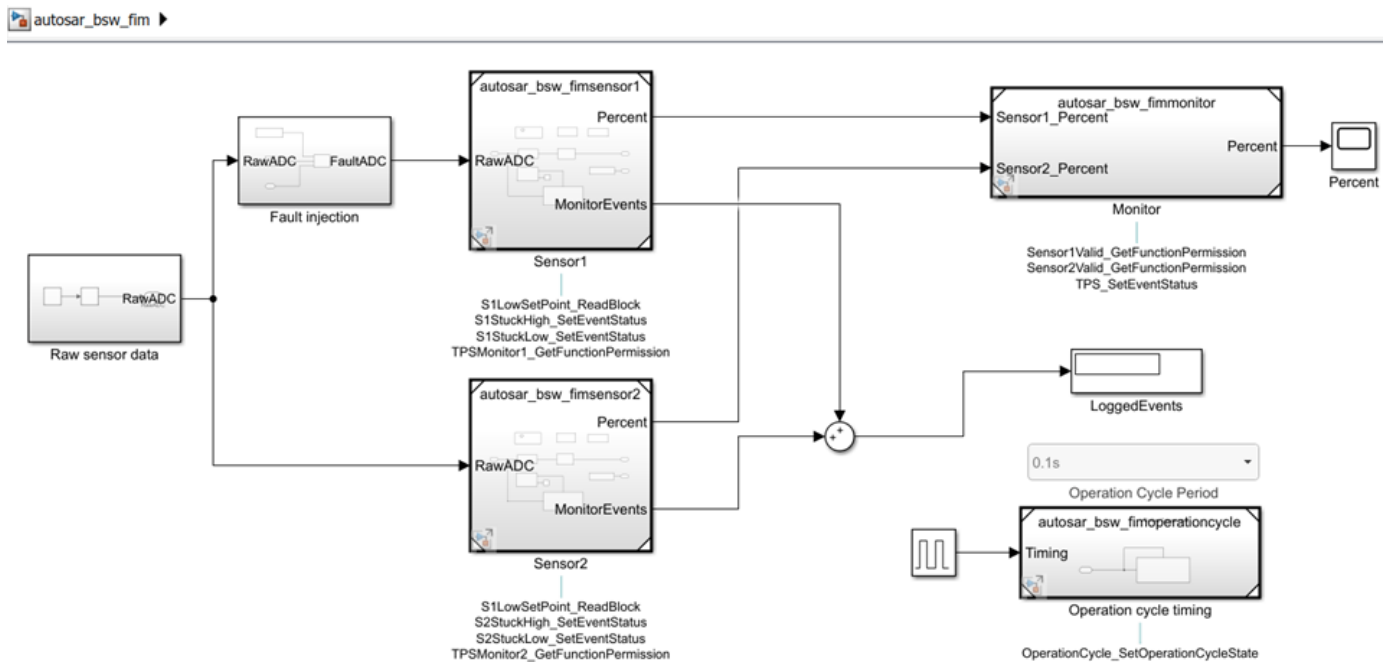 autosar_bsw_fim
autosar_bsw_fimsensor1
Percent
RawADC
MonitorEvents
Sensor1
S1LowSetPoint_ReadBlock
S1StuckHigh_SetEventStatus
S1StuckLow_SetEventStatus
TPSMonitor1_GetFunctionPermission
RawADC
FaultADC
Fault injection
RawADC
Raw sensor data
autosar_bsw_fimsensor2
Percent
RawADC
MonitorEvents
Sensor2
S1LowSetPoint_ReadBlock
S2StuckHigh_SetEventStatus
S2StuckLow_SetEventStatus
TPSMonitor2_GetFunctionPermission
autosar_bsw_fimmonitor
Sensor1_Percent
Percent
Sensor2_Percent
Monitor
Percent
Sensor1Valid_GetFunctionPermission
Sensor2Valid_GetFunctionPermission
TPS_SetEventStatus
LoggedEvents
0.1s
Operation Cycle Period
autosar_bsw_fimoperationcycle
Timing
Operation cycle timing
OperationCycle_SetOperationCycleState